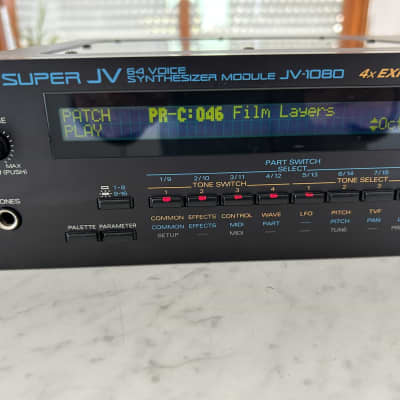 SUPER JV 64 VOICE SYNTHESIZER MODULE JV-1080 4x EXP
PATCH PR-C:046 Film Layers
PLAY Oct
MAX
(PUSH)
PART SWITCH
SELECT
1/9 2/10 3/11 4/12 5/13 6/14 7/15
TONE SWITCH TONE SELECT
1 2 3 4 1 2 3
1-8
9-16
PHONES
PALETTE PARAMETER
COMMON EFFECTS CONTROL WAVE LFO PITCH TVF
COMMON EFFECTS MIDI PART — PITCH PAN
SETUP — MIDI — — TUNE —